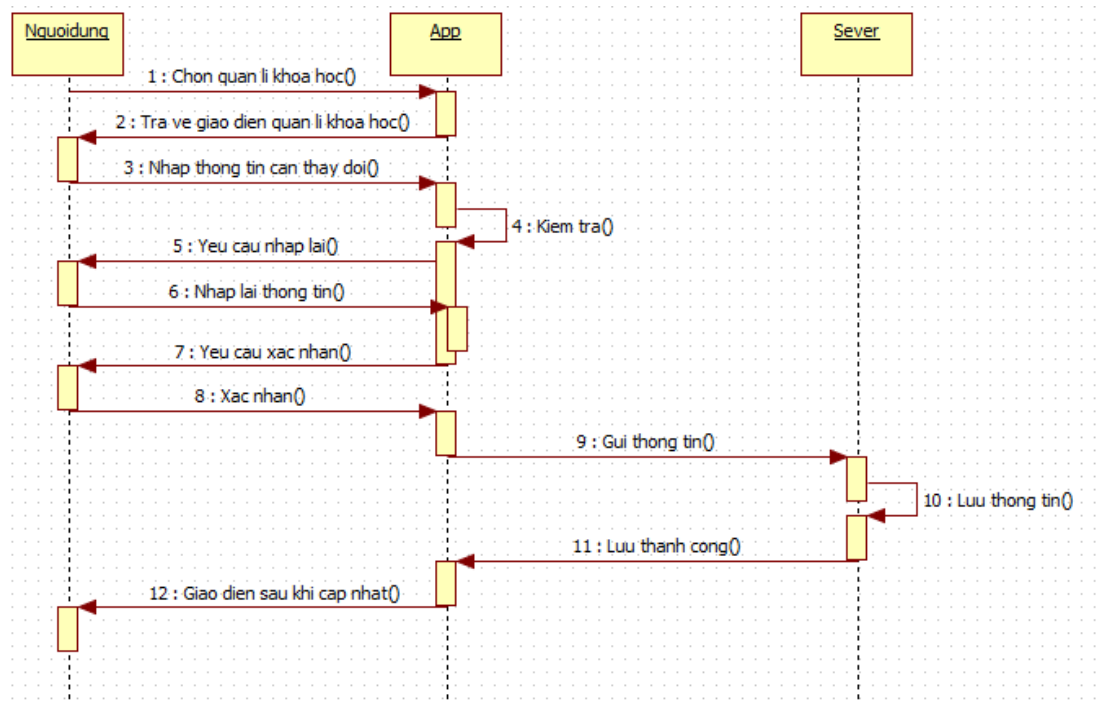 Nguoidung
App
Sever
1 : Chon quan li khoa hoc()
2 : Tra ve giao dien quan li khoa hoc()
3 : Nhap thong tin can thay doi()
4 : Kiem tra()
5 : Yeu cau nhap lai()
6 : Nhap lai thong tin()
7 : Yeu cau xac nhan()
8 : Xac nhan()
9 : Gui thong tin()
10 : Luu thong tin()
11 : Luu thanh cong()
12 : Giao dien sau khi cap nhat()